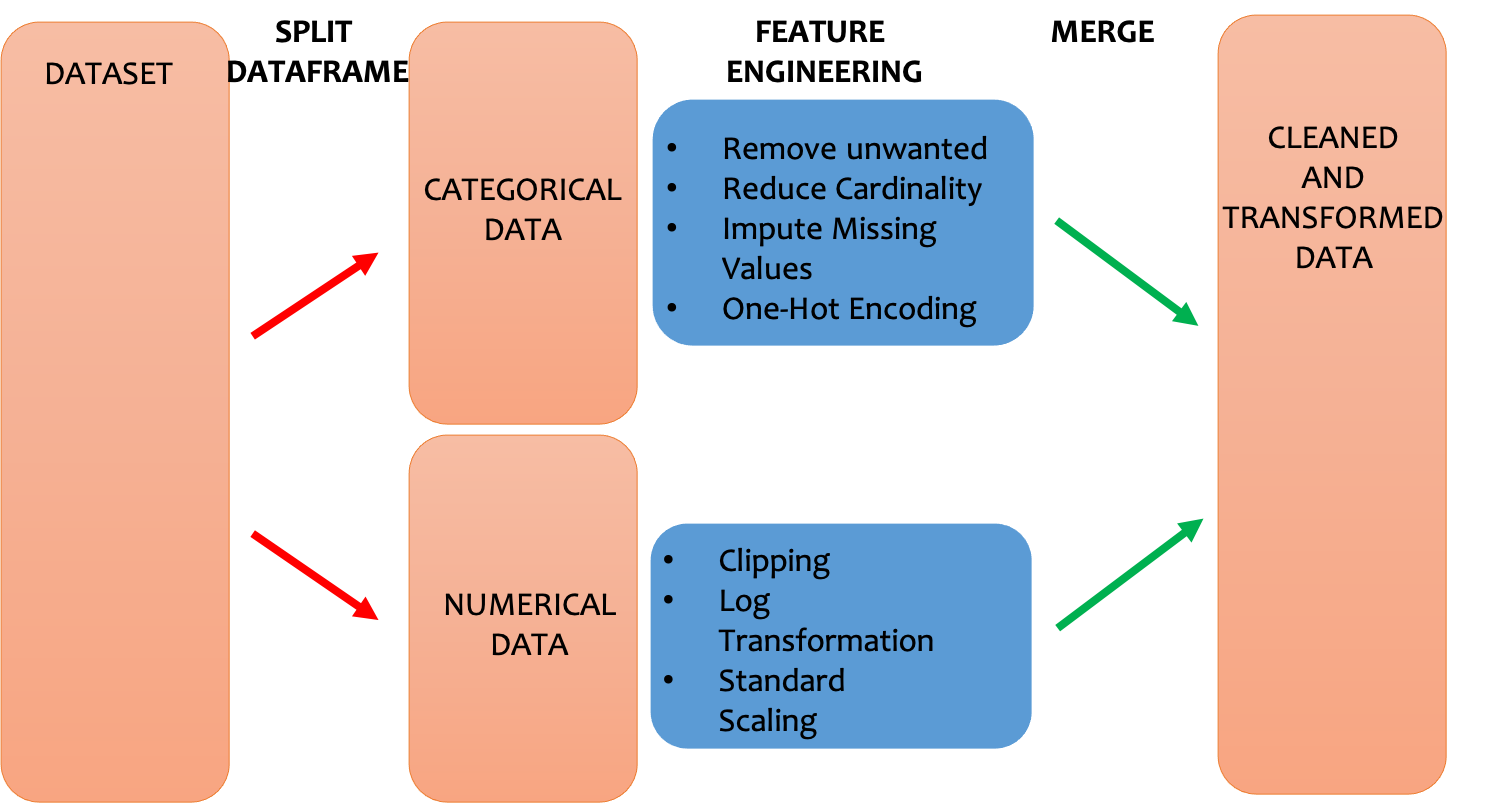 DATASET
SPLIT
DATAFRAME
CATEGORICAL
DATA
NUMERICAL
DATA
FEATURE
ENGINEERING
• Remove unwanted
• Reduce Cardinality
• Impute Missing
Values
• One-Hot Encoding
• Clipping
• Log
Transformation
• Standard
Scaling
MERGE
CLEANED
AND
TRANSFORMED
DATA